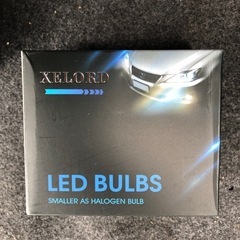 XELORD
LED BULBS
SMALLER AS HALOGEN BULB